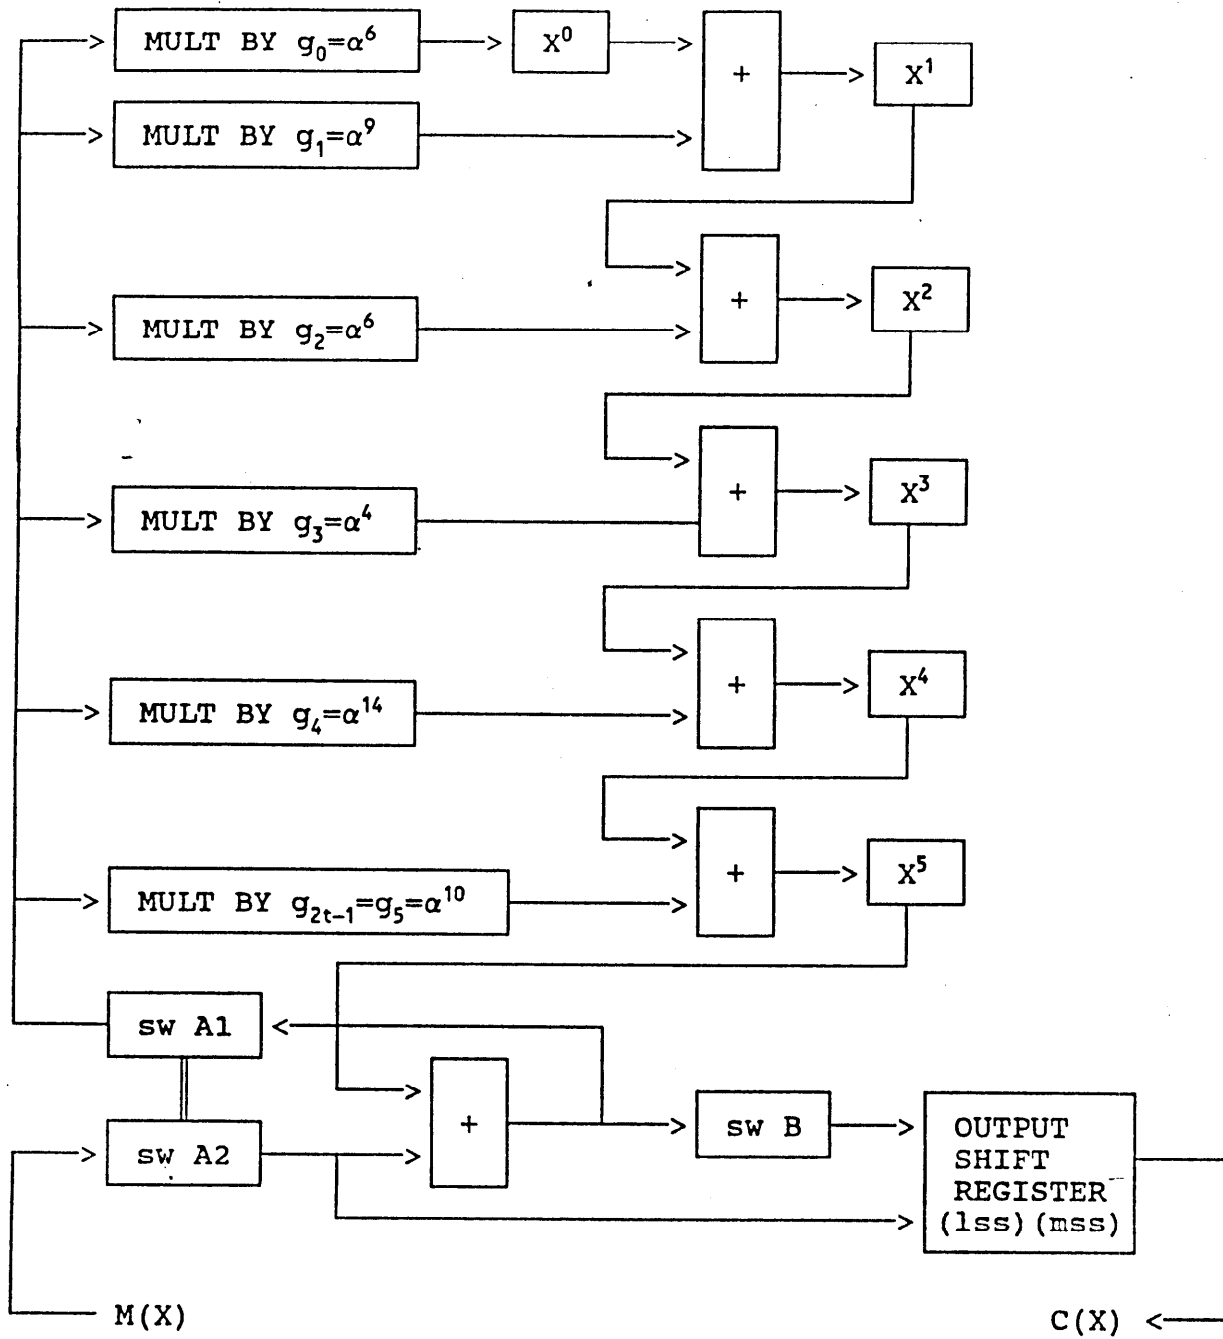 MULT BY g₀=α⁶
X⁰
+
X¹
MULT BY g₁=α⁹
+
X²
MULT BY g₂=α⁶
+
X³
MULT BY g₃=α⁴
+
X⁴
MULT BY g₄=α¹⁴
+
X⁵
MULT BY g₂ₜ₋₁=g₅=α¹⁰
sw A1
+
sw B
sw A2
OUTPUT
SHIFT
REGISTER
(lss)(mss)
M(X)
C(X)